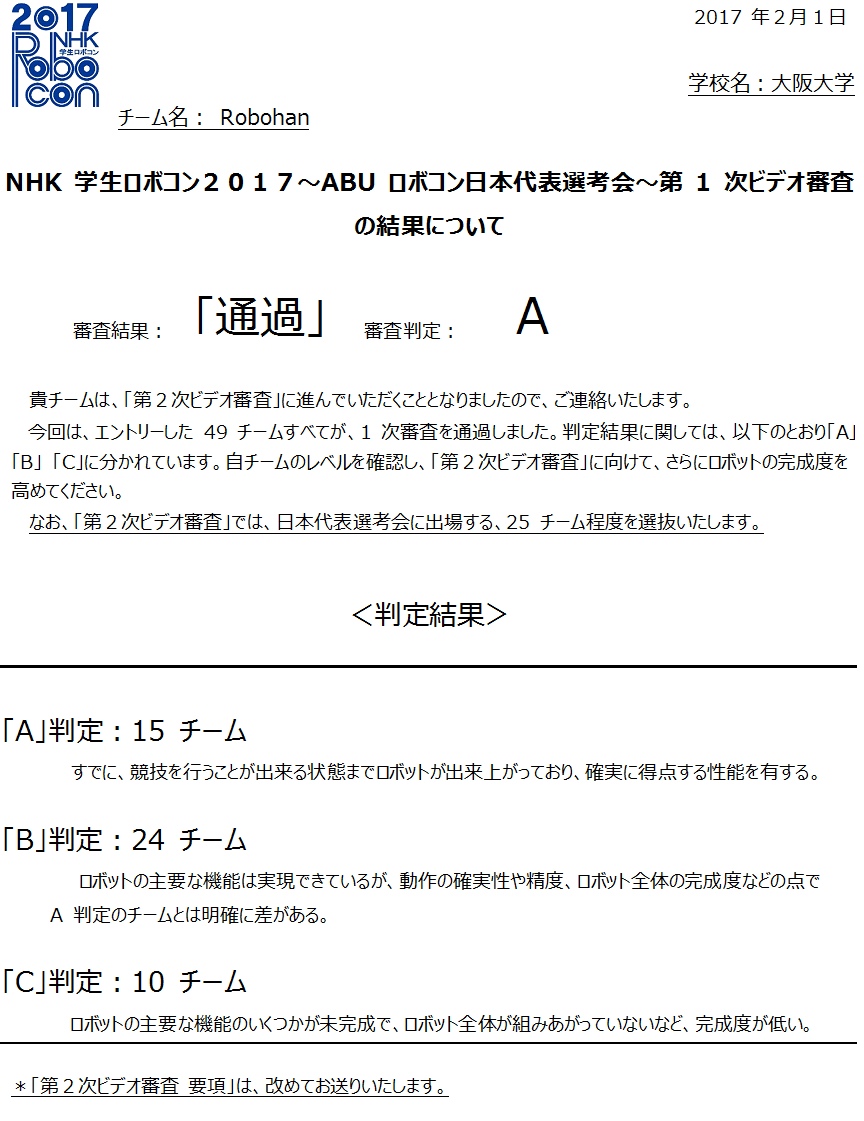 2017
NHK
学生ロボコン
Robo
con
2017 年２月１日
学校名：大阪大学
チーム名： Robohan
NHK 学生ロボコン２０１７～ABU ロボコン日本代表選考会～第 1 次ビデオ審査
の結果について
審査結果： 「通過」 審査判定： A
貴チームは、「第２次ビデオ審査」に進んでいただくこととなりましたので、ご連絡いたします。
今回は、エントリーした 49 チームすべてが、1 次審査を通過しました。判定結果に関しては、以下のとおり「A」
「B」「C」に分かれています。自チームのレベルを確認し、「第２次ビデオ審査」に向けて、さらにロボットの完成度を
高めてください。
なお、「第２次ビデオ審査」では、日本代表選考会に出場する、25 チーム程度を選抜いたします。
＜判定結果＞
「A」判定：15 チーム
すでに、競技を行うことが出来る状態までロボットが出来上がっており、確実に得点する性能を有する。
「B」判定：24 チーム
ロボットの主要な機能は実現できているが、動作の確実性や精度、ロボット全体の完成度などの点で
A 判定のチームとは明確に差がある。
「C」判定：10 チーム
ロボットの主要な機能のいくつかが未完成で、ロボット全体が組みあがっていないなど、完成度が低い。
＊「第２次ビデオ審査 要項」は、改めてお送りいたします。